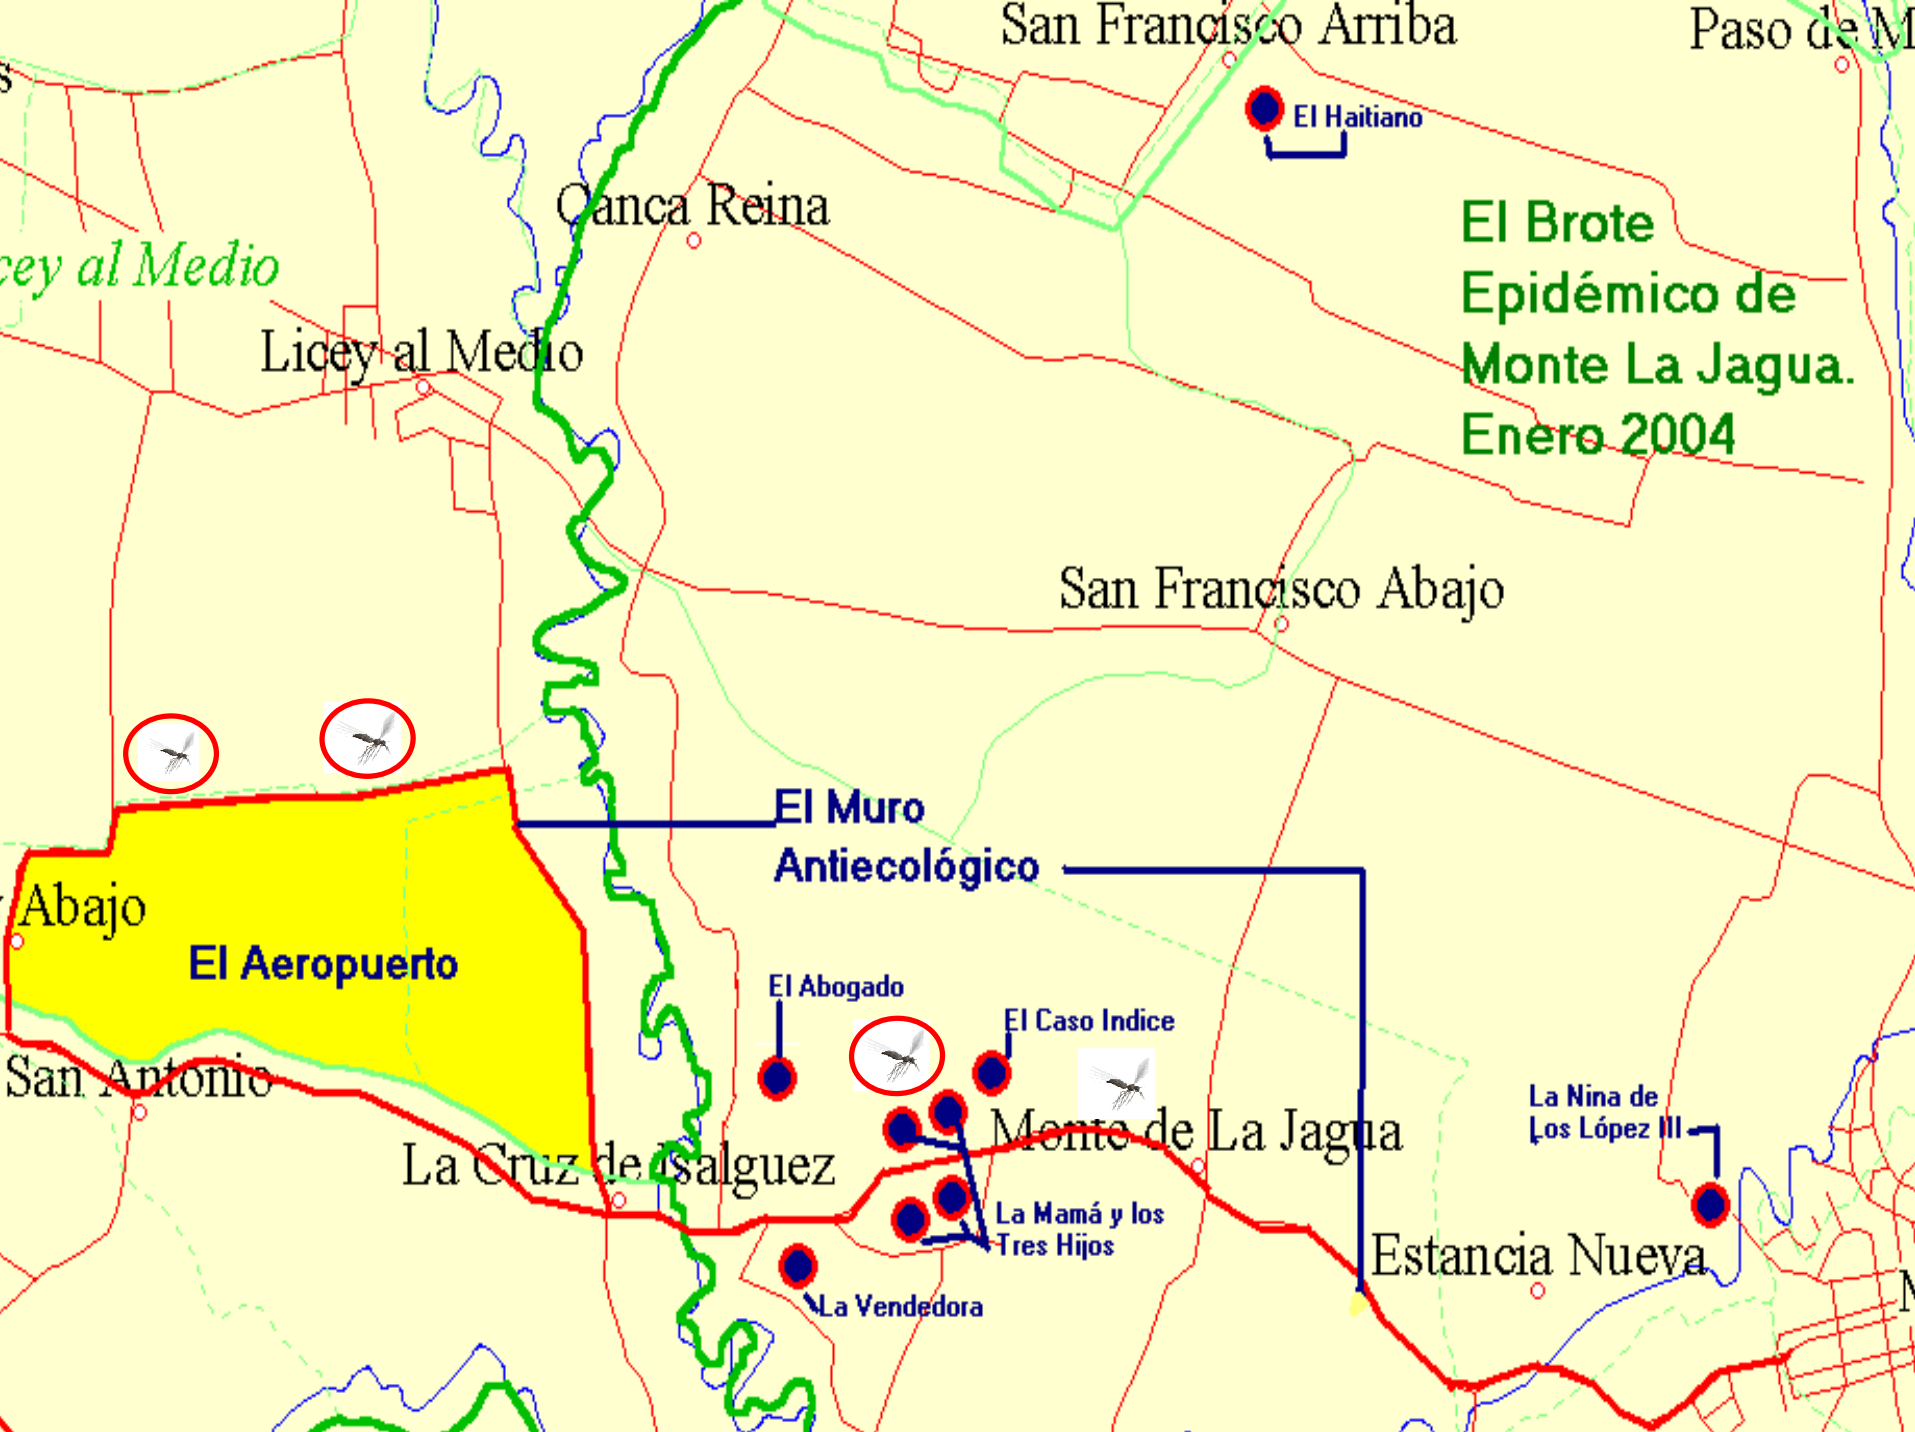 San Francisco Arriba
Paso de M
s
El Haitiano
Canca Reina
El Brote
Epidémico de
Monte La Jagua.
Enero 2004
cey al Medio
Licey al Medio
San Francisco Abajo
El Muro
Antiecológico
y Abajo
El Aeropuerto
El Abogado
El Caso Indice
San Antonio
Monte de La Jagua
La Nina de
Los López III
La Cruz de Isalguez
La Mamá y los
Tres Hijos
Estancia Nueva
La Vendedora